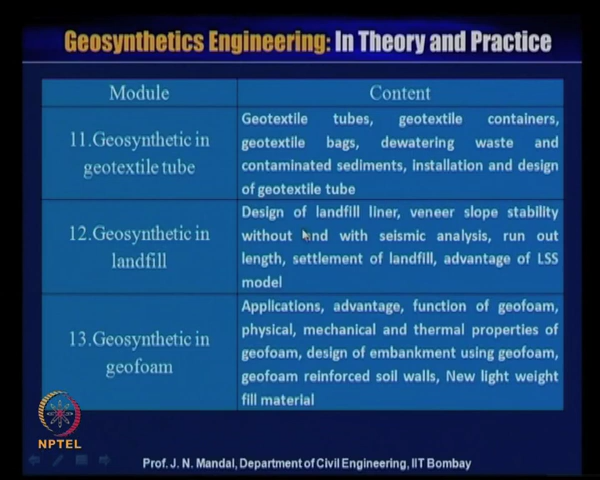 Geosynthetics Engineering: In Theory and Practice
Module
Content
11.Geosynthetic in
geotextile tube
Geotextile tubes, geotextile containers,
geotextile bags, dewatering waste and
contaminated sediments, installation and design
of geotextile tube
12.Geosynthetic in
landfill
Design of landfill liner, veneer slope stability
without and with seismic analysis, run out
length, settlement of landfill, advantage of LSS
model
13.Geosynthetic in
geofoam
Applications, advantage, function of geofoam,
physical, mechanical and thermal properties of
geofoam, design of embankment using geofoam,
geofoam reinforced soil walls, New light weight
fill material
NPTEL
Prof. J. N. Mandal, Department of Civil Engineering, IIT Bombay